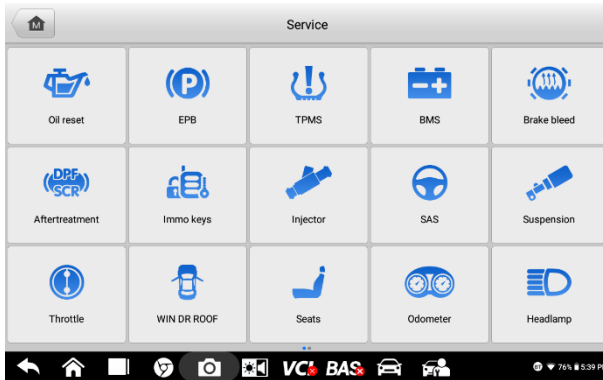 M
Service
Oil reset
EPB
TPMS
BMS
Brake bleed
DPF
SCR
Aftertreatment
Immo keys
Injector
SAS
Suspension
Throttle
WIN DR ROOF
Seats
Odometer
Headlamp
VCI BAS 76% 5:39 PM